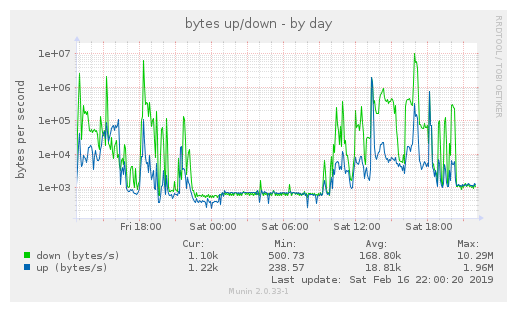 bytes up/down - by day
RRDTOOL / TOBI OETIKER
bytes per second
1e+07
1e+06
1e+05
1e+04
1e+03
Fri 18:00 Sat 00:00 Sat 06:00 Sat 12:00 Sat 18:00
Cur: Min: Avg: Max:
down (bytes/s) 1.10k 500.73 168.80k 10.29M
up (bytes/s) 1.22k 238.57 18.81k 1.96M
Last update: Sat Feb 16 22:00:20 2019
Munin 2.0.33-1